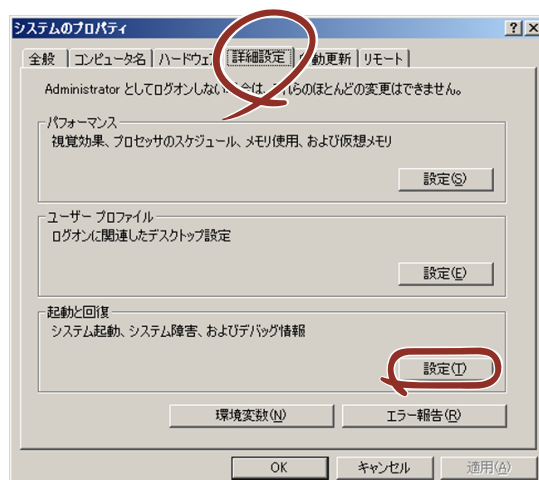 システムのプロパティ
全般 コンピュータ名 ハードウェア 詳細設定 自動更新 リモート
Administrator としてログオンしない場合は、これらのほとんどの変更はできません。
パフォーマンス
視覚効果、プロセッサのスケジュール、メモリ使用、および仮想メモリ
設定(S)
ユーザー プロファイル
ログオンに関連したデスクトップ設定
設定(E)
起動と回復
システム起動、システム障害、およびデバッグ情報
設定(T)
環境変数(N) エラー報告(R)
OK キャンセル 適用(A)